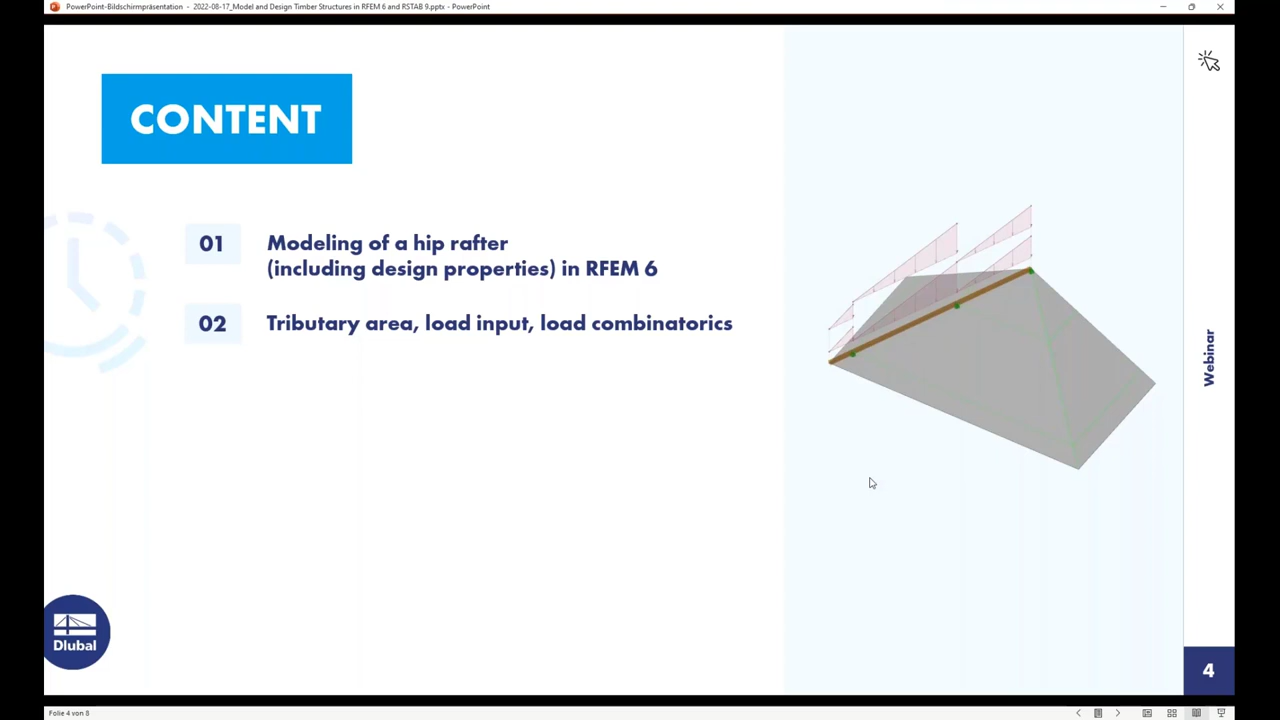 PowerPoint-Bildschirmpräsentation - 2022-08-17_Model and Design Timber Structures in RFEM 6 and RSTAB 9.pptx - PowerPoint
CONTENT
01 Modeling of a hip rafter
(including design properties) in RFEM 6
02 Tributary area, load input, load combinatorics
Webinar
Dlubal
4
Folie 4 von 8